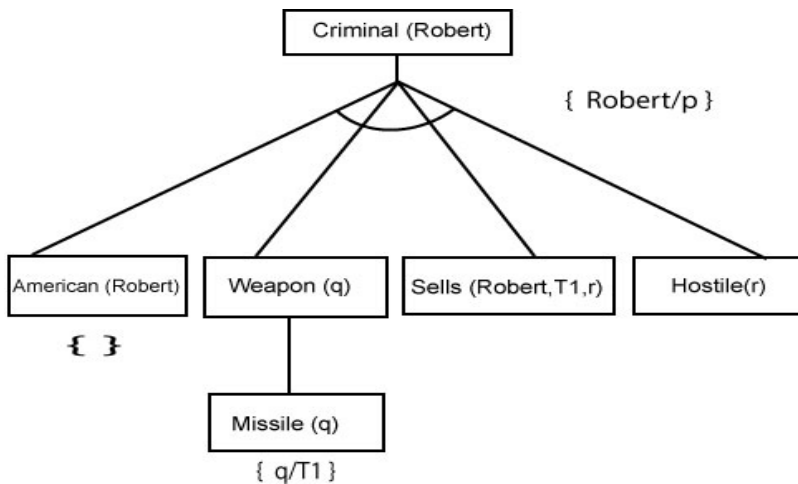 Criminal (Robert)
{ Robert/p }
American (Robert)
Weapon (q)
Sells (Robert,T1,r)
Hostile(r)
{ }
Missile (q)
{ q/T1 }